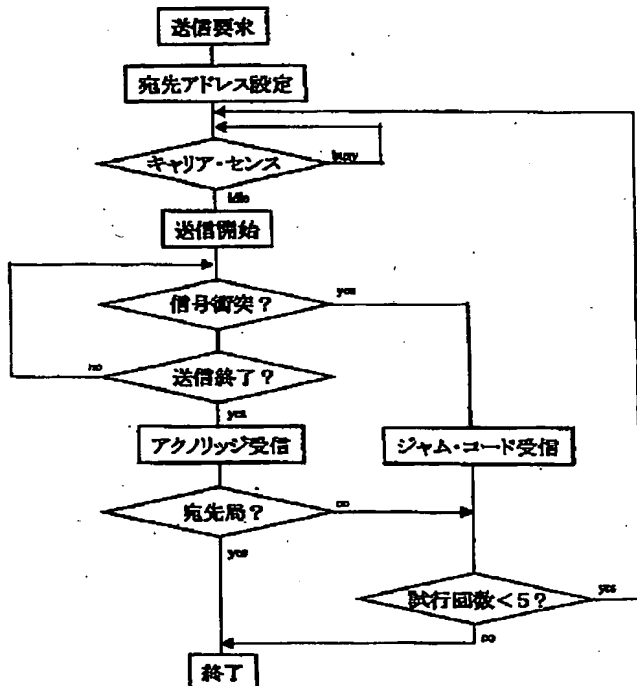 送信要求
宛先アドレス設定
キャリア・センス
busy
idle
送信開始
信号衝突？
yes
送信終了？
no
yes
アクノリッジ受信
ジャム・コード受信
宛先局？
no
yes
試行回数＜5？
yes
no
終了